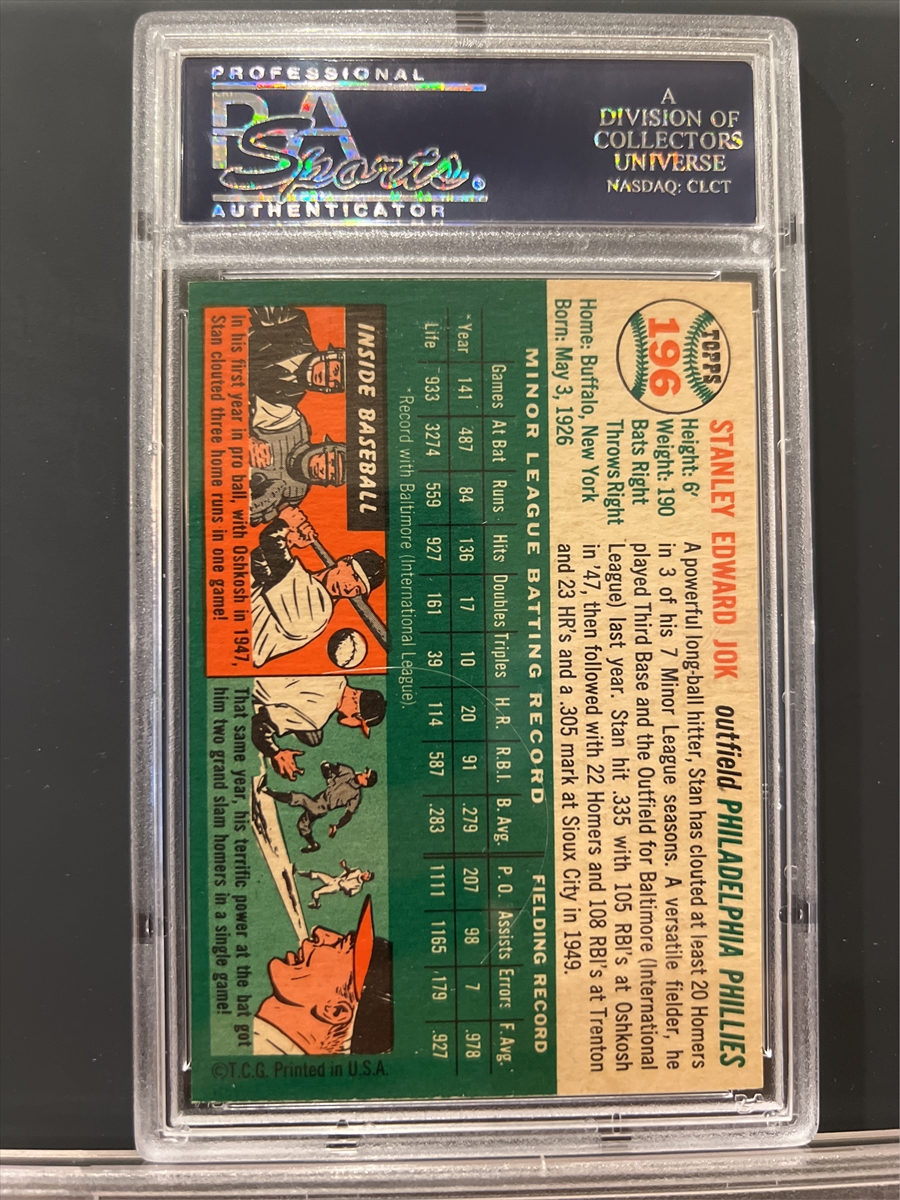 PROFESSIONAL
PSA
Sports
AUTHENTICATOR
A
DIVISION OF
COLLECTORS
UNIVERSE
NASDAQ: CLCT
TOPPS
196
STANLEY EDWARD JOK outfield PHILADELPHIA PHILLIES
Height: 6'
Weight: 190
Bats Right
Throws Right
Home: Buffalo, New York
Born: May 3, 1926
A powerful long-ball hitter, Stan has clouted at least 20 Homers
in 3 of his 7 Minor League seasons. A versatile fielder, he
played Third Base and the Outfield for Baltimore (International
League) last year. Stan hit .335 with 105 RBI's at Oshkosh
in '47, then followed with 22 Homers and 108 RBI's at Trenton
and 23 HR's and a .305 mark at Sioux City in 1949.
MINOR LEAGUE BATTING RECORD FIELDING RECORD
Games At Bat Runs Hits Doubles Triples H.R. R.B.I. B. Avg. P.O. Assists Errors F. Avg.
*Year 141 487 84 136 17 10 20 91 .279 207 98 7 .978
Life 933 3274 559 927 161 39 114 587 .283 1111 1165 179 .927
*Record with Baltimore (International League).
INSIDE BASEBALL
In his first year in pro ball, with Oshkosh in 1947,
Stan clouted three home runs in one game!
That same year, his terrific power at the bat got
him two grand slam homers in a single game!
©T.C.G. Printed in U.S.A.